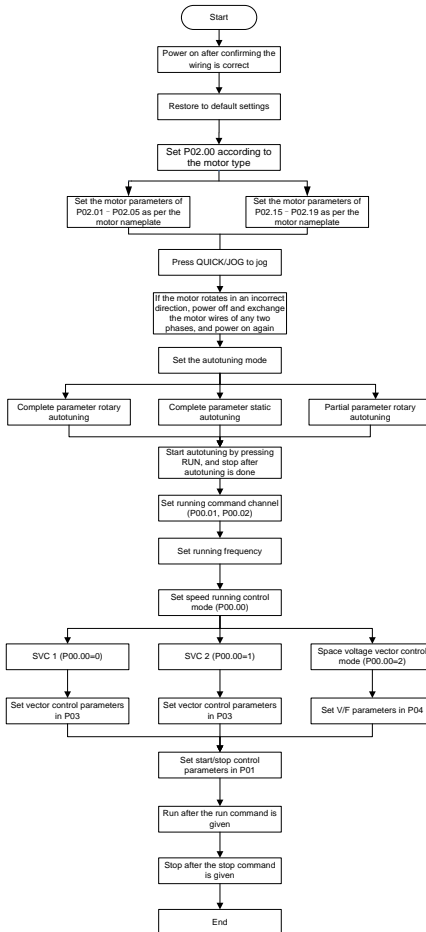 Start
Power on after confirming the
wiring is correct
Restore to default settings
Set P02.00 according to
the motor type
Set the motor parameters of
P02.01﹣P02.05 as per the
motor nameplate
Set the motor parameters of
P02.15﹣P02.19 as per the
motor nameplate
Press QUICK/JOG to jog
If the motor rotates in an incorrect
direction, power off and exchange
the motor wires of any two
phases, and power on again
Set the autotuning mode
Complete parameter rotary
autotuning
Complete parameter static
autotuning
Partial parameter rotary
autotuning
Start autotuning by pressing
RUN, and stop after
autotuning is done
Set running command channel
(P00.01, P00.02)
Set running frequency
Set speed running control
mode (P00.00)
SVC 1 (P00.00=0)
SVC 2 (P00.00=1)
Space voltage vector control
mode (P00.00=2)
Set vector control parameters
in P03
Set vector control parameters
in P03
Set V/F parameters in P04
Set start/stop control
parameters in P01
Run after the run command is
given
Stop after the stop command
is given
End